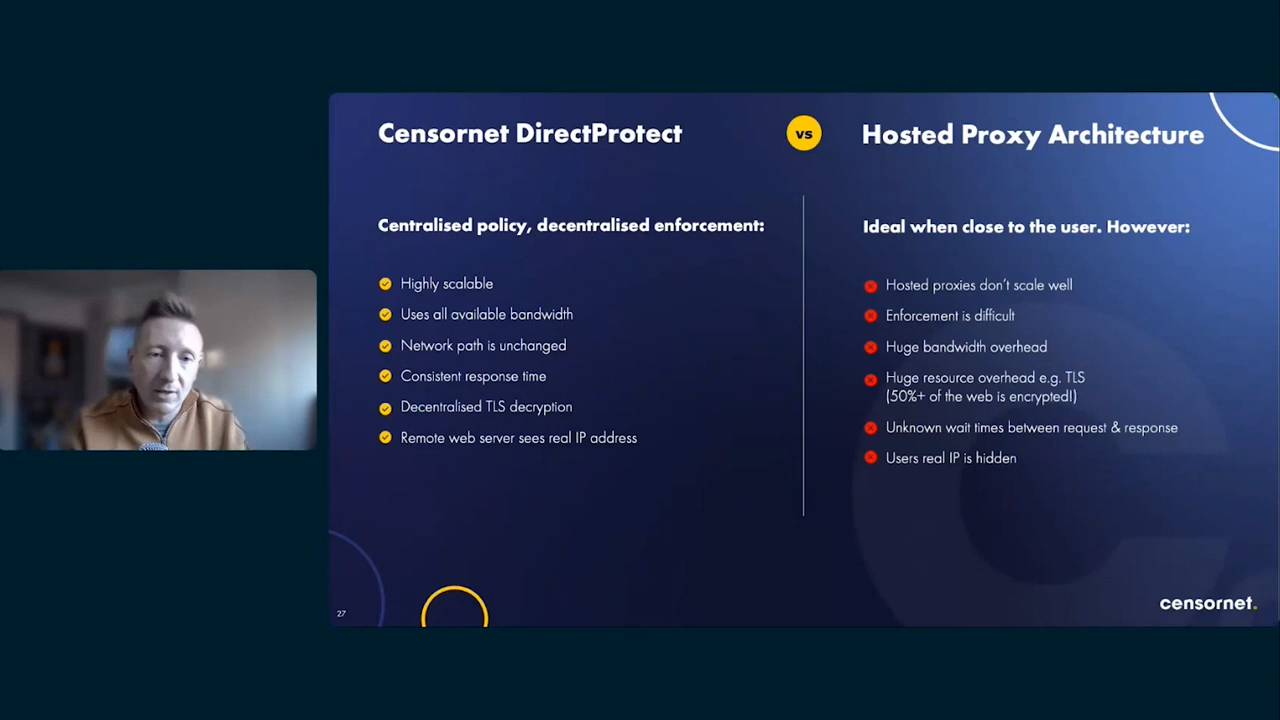 Censornet DirectProtect
vs
Hosted Proxy Architecture
Centralised policy, decentralised enforcement:
Highly scalable
Uses all available bandwidth
Network path is unchanged
Consistent response time
Decentralised TLS decryption
Remote web server sees real IP address
Ideal when close to the user. However:
Hosted proxies don't scale well
Enforcement is difficult
Huge bandwidth overhead
Huge resource overhead e.g. TLS
(50%+ of the web is encrypted!)
Unknown wait times between request & response
Users real IP is hidden
27
censornet.